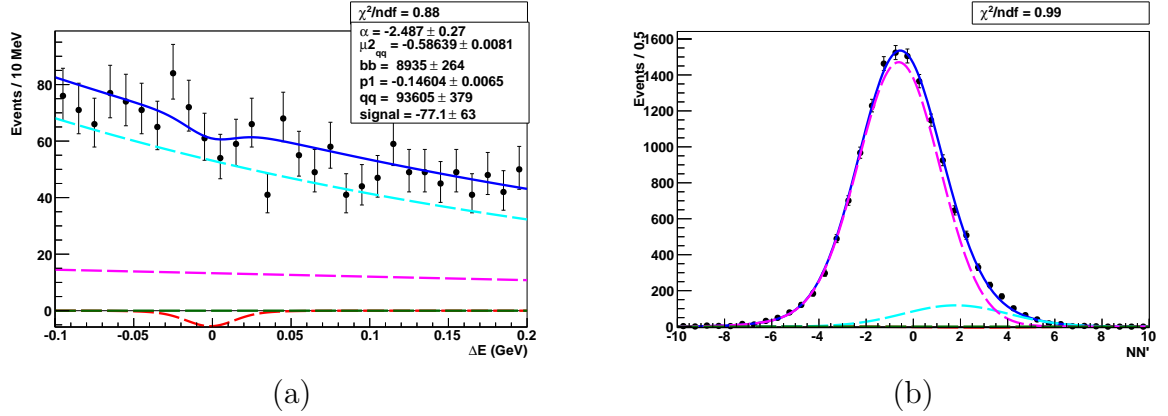 χ²/ndf = 0.88
α = -2.487 ± 0.27
μ2_qq = -0.58639 ± 0.0081
bb = 8935 ± 264
p1 = -0.14604 ± 0.0065
qq = 93605 ± 379
signal = -77.1 ± 63
Events / 10 MeV
80
60
40
20
0
-0.1 -0.05 0 0.05 0.1 0.15 0.2
ΔE (GeV)
(a)
χ²/ndf = 0.99
Events / 0.5
1600
1400
1200
1000
800
600
400
200
0
-10 -8 -6 -4 -2 0 2 4 6 8 10
NN'
(b)